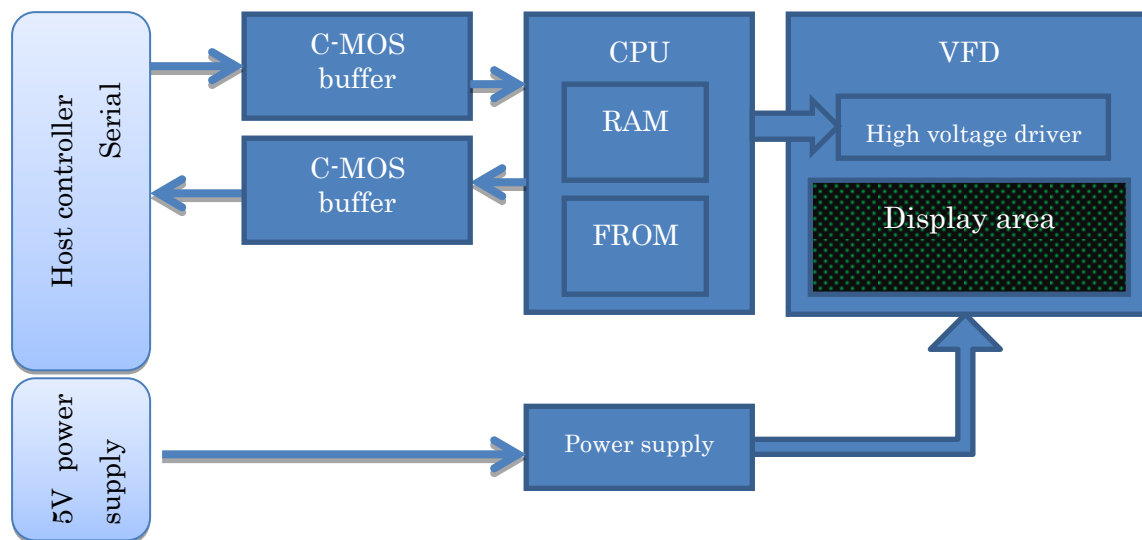 Host controller
Serial
C-MOS
buffer
C-MOS
buffer
CPU
RAM
FROM
VFD
High voltage driver
Display area
5V power
supply
Power supply